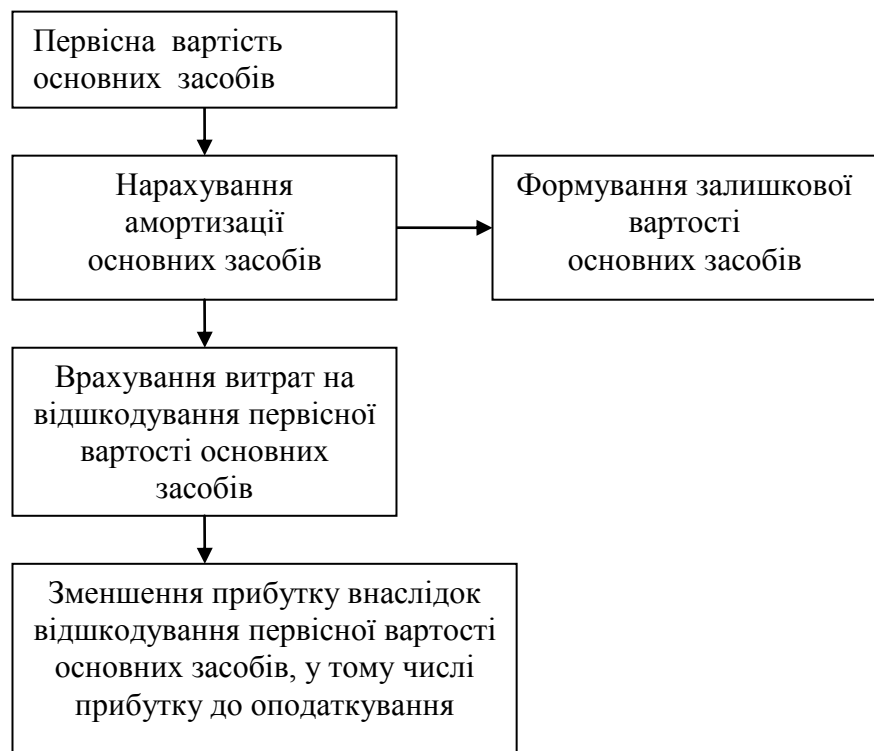 Первісна вартість
основних засобів
Нарахування
амортизації
основних засобів
Формування залишкової
вартості
основних засобів
Врахування витрат на
відшкодування первісної
вартості основних
засобів
Зменшення прибутку внаслідок
відшкодування первісної вартості
основних засобів, у тому числі
прибутку до оподаткування